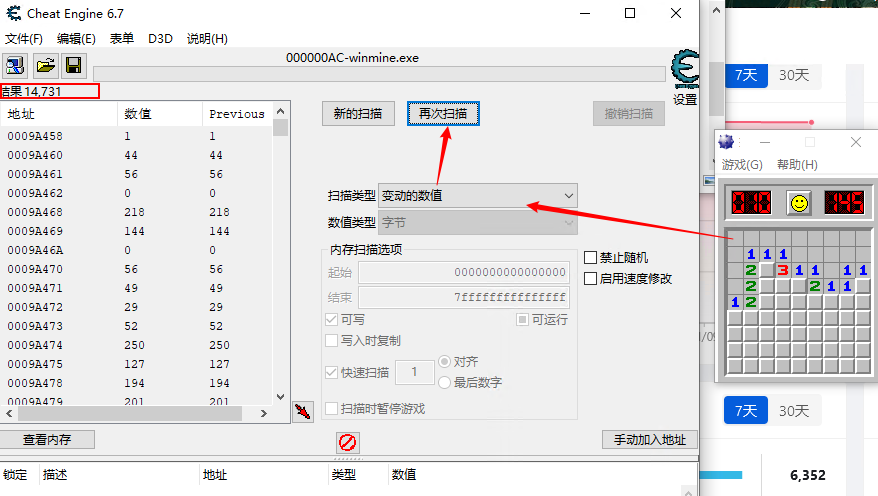 Cheat Engine 6.7
文件(F) 编辑(E) 表单 D3D 说明(H)
000000AC-winmine.exe
结果 14,731
设置
地址 数值 Previous
0009A458 1 1
0009A460 44 44
0009A461 56 56
0009A462 0 0
0009A468 218 218
0009A469 144 144
0009A46A 0 0
0009A470 56 56
0009A471 49 49
0009A472 29 29
0009A473 52 52
0009A474 250 250
0009A475 127 127
0009A478 194 194
0009A479 201 201
新的扫描 再次扫描 撤销扫描
扫描类型 变动的数值
数值类型 字节
内存扫描选项
起始 0000000000000000
结束 7fffffffffffffff
可写 可运行
写入时复制
快速扫描 1 对齐
最后数字
扫描时暂停游戏
禁止随机
启用速度修改
查看内存 手动加入地址
锁定 描述 地址 类型 数值
7天 30天
游戏(G) 帮助(H)
010 145
1 1 1
2 3 1 1 1 1
2 2 1 1
1 2
7天 30天
6,352